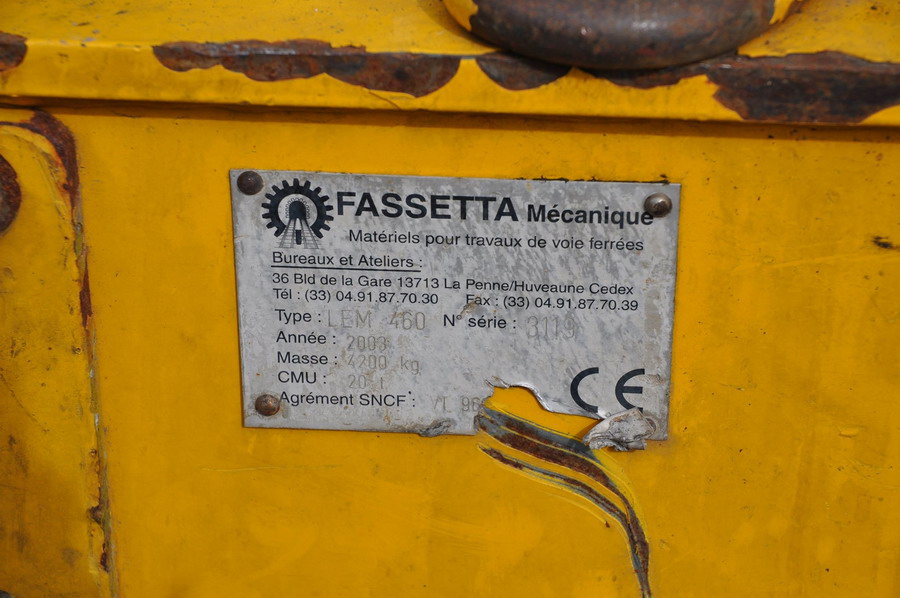 FASSETTA Mécanique
Matériels pour travaux de voie ferrées
Bureaux et Ateliers :
36 Bld de la Gare 13713 La Penne/Huveaune Cedex
Tél : (33) 04.91.87.70.30 Fax : (33) 04.91.87.70.39
Type : LEM 460 N° série : 3119
Année : 2003
Masse : 4200 kg
CMU : 20 t
Agrément SNCF :
CE